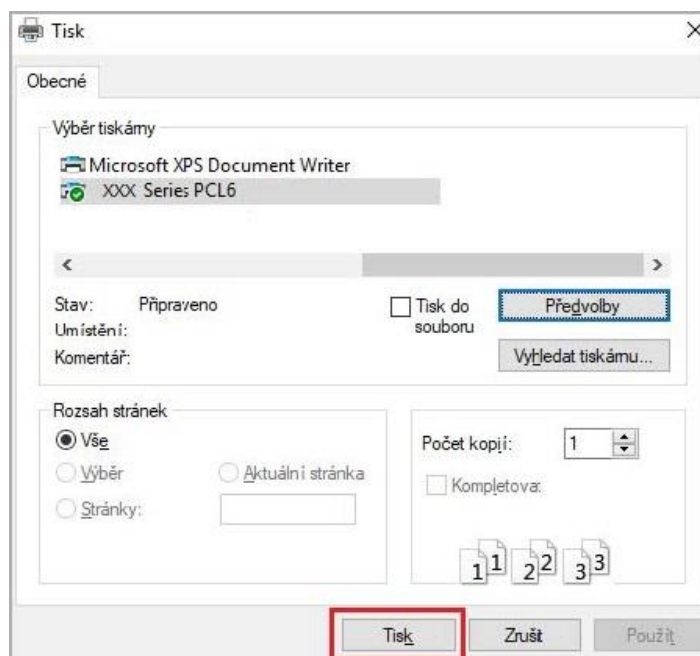 Tisk
Obecné
Výběr tiskárny
Microsoft XPS Document Writer
XXX Series PCL6
Stav: Připraveno
Tisk do souboru
Předvolby
Umístění:
Komentář:
Vyhledat tiskárnu...
Rozsah stránek
Vše
Výběr
Aktuální stránka
Stránky:
Počet kopií: 1
Kompletova:
1 1 2 2 3 3
Tisk
Zrušit
Použít